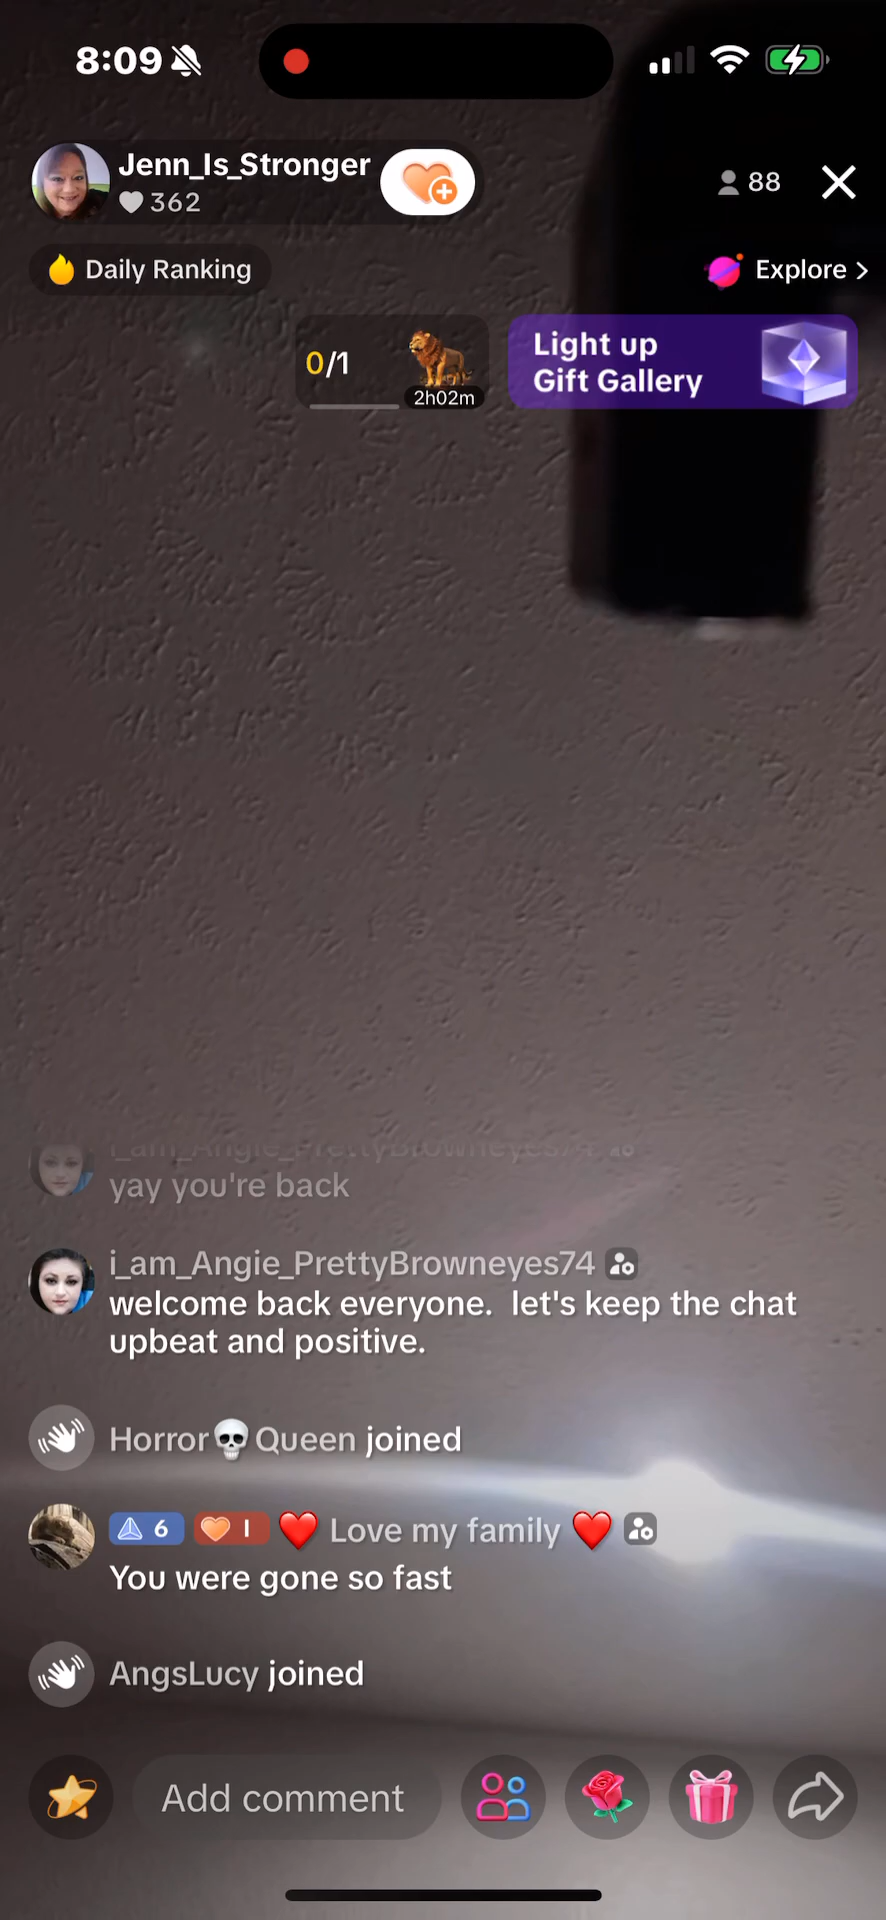 8:09
Jenn_Is_Stronger
362
88
Daily Ranking
Explore >
0/1
2h02m
Light up
Gift Gallery
i_am_Angie_PrettyBrowneyes74
yay you're back
i_am_Angie_PrettyBrowneyes74
welcome back everyone.  let's keep the chat
upbeat and positive.
Horror💀Queen joined
6 I ❤️ Love my family ❤️
You were gone so fast
AngsLucy joined
Add comment